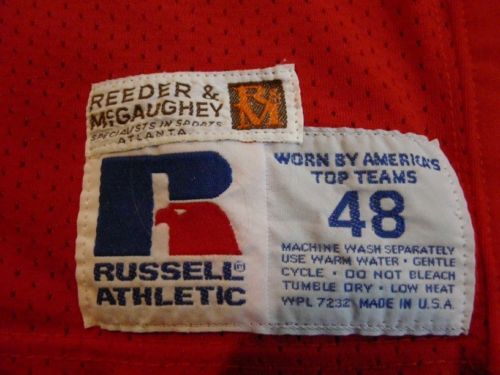 REEDER &
McGAUGHEY
SPECIALISTS IN SPORTS
ATLANTA
RM
RUSSELL
ATHLETIC
WORN BY AMERICA'S
TOP TEAMS
48
MACHINE WASH SEPARATELY
USE WARM WATER • GENTLE
CYCLE • DO NOT BLEACH
TUMBLE DRY • LOW HEAT
WPL 7232 MADE IN U.S.A.